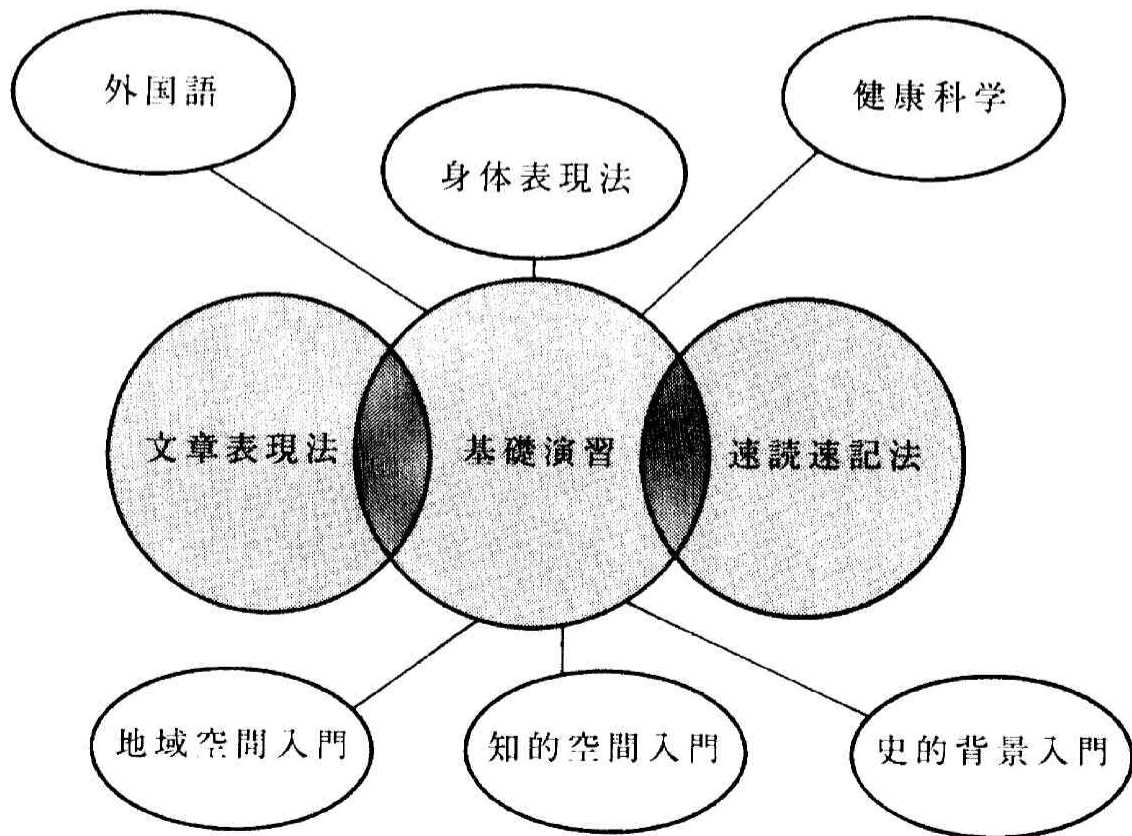 外国語
健康科学
身体表現法
文章表現法
基礎演習
速読速記法
地域空間入門
知的空間入門
史的背景入門